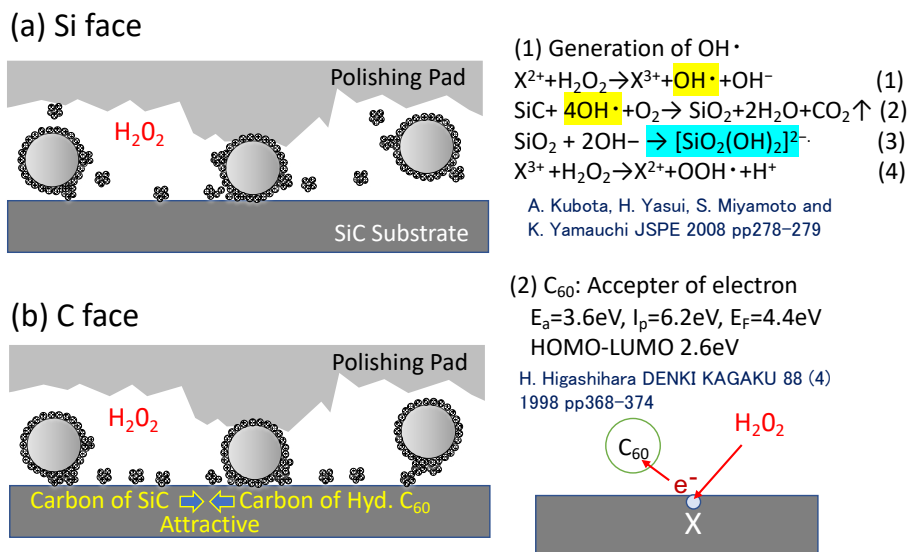 (a) Si face
Polishing Pad
H₂0₂
SiC Substrate
(b) C face
Polishing Pad
H₂0₂
Carbon of SiC
Carbon of Hyd. C₆₀
Attractive
(1) Generation of OH・
X²⁺+H₂O₂→X³⁺+OH・+OH⁻ (1)
SiC+ 4OH・+O₂→ SiO₂+2H₂O+CO₂↑ (2)
SiO₂ + 2OH− → [SiO₂(OH)₂]²⁻. (3)
X³⁺+H₂O₂→X²⁺+OOH・+H⁺ (4)
A. Kubota, H. Yasui, S. Miyamoto and
K. Yamauchi JSPE 2008 pp278-279
(2) C₆₀: Accepter of electron
Eₐ=3.6eV, Iₚ=6.2eV, E_F=4.4eV
HOMO-LUMO 2.6eV
H. Higashihara DENKI KAGAKU 88 (4)
1998 pp368-374
H₂0₂
C₆₀
e⁻
X